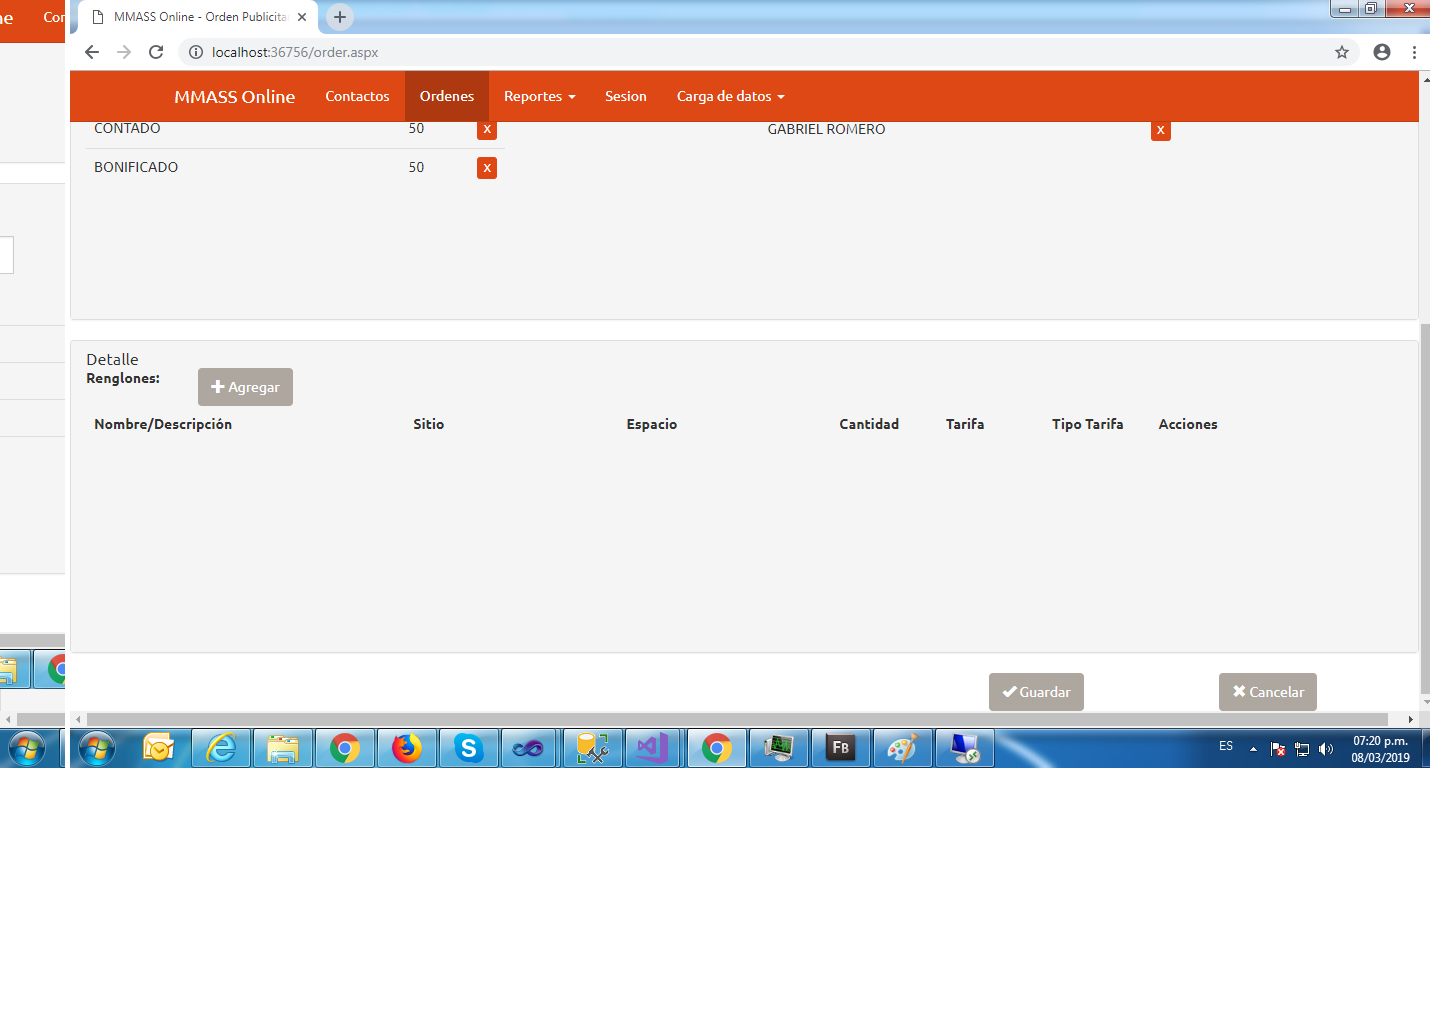 ne Cor
MMASS Online - Orden Publicita
localhost:36756/order.aspx
MMASS Online Contactos Ordenes Reportes Sesion Carga de datos
CONTADO 50 x GABRIEL ROMERO x
BONIFICADO 50 x
Detalle
Renglones: Agregar
Nombre/Descripción Sitio Espacio Cantidad Tarifa Tipo Tarifa Acciones
Guardar Cancelar
FB
ES 07:20 p.m.
08/03/2019